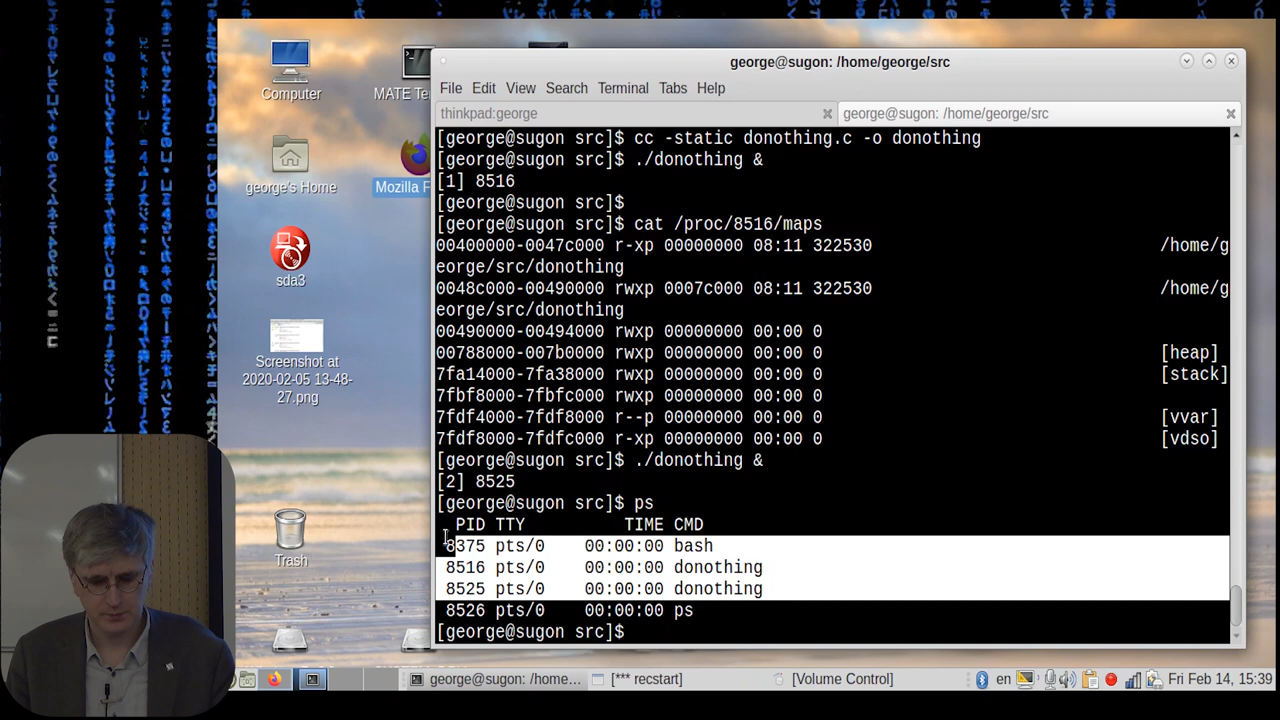 Computer
MATE Te
george's Home
Mozilla F
sda3
Screenshot at
2020-02-05 13-48-
27.png
Trash
george@sugon: /home/george/src
File Edit View Search Terminal Tabs Help
thinkpad:george
george@sugon: /home/george/src
[george@sugon src]$ cc -static donothing.c -o donothing
[george@sugon src]$ ./donothing &
[1] 8516
[george@sugon src]$
[george@sugon src]$ cat /proc/8516/maps
00400000-0047c000 r-xp 00000000 08:11 322530 /home/g
eorge/src/donothing
0048c000-00490000 rwxp 0007c000 08:11 322530 /home/g
eorge/src/donothing
00490000-00494000 rwxp 00000000 00:00 0
00788000-007b0000 rwxp 00000000 00:00 0 [heap]
7fa14000-7fa38000 rwxp 00000000 00:00 0 [stack]
7fbf8000-7fbfc000 rwxp 00000000 00:00 0
7fdf4000-7fdf8000 r--p 00000000 00:00 0 [vvar]
7fdf8000-7fdfc000 r-xp 00000000 00:00 0 [vdso]
[george@sugon src]$ ./donothing &
[2] 8525
[george@sugon src]$ ps
PID TTY TIME CMD
8375 pts/0 00:00:00 bash
8516 pts/0 00:00:00 donothing
8525 pts/0 00:00:00 donothing
8526 pts/0 00:00:00 ps
[george@sugon src]$
george@sugon: /home... [*** recstart] [Volume Control] en Fri Feb 14, 15:39